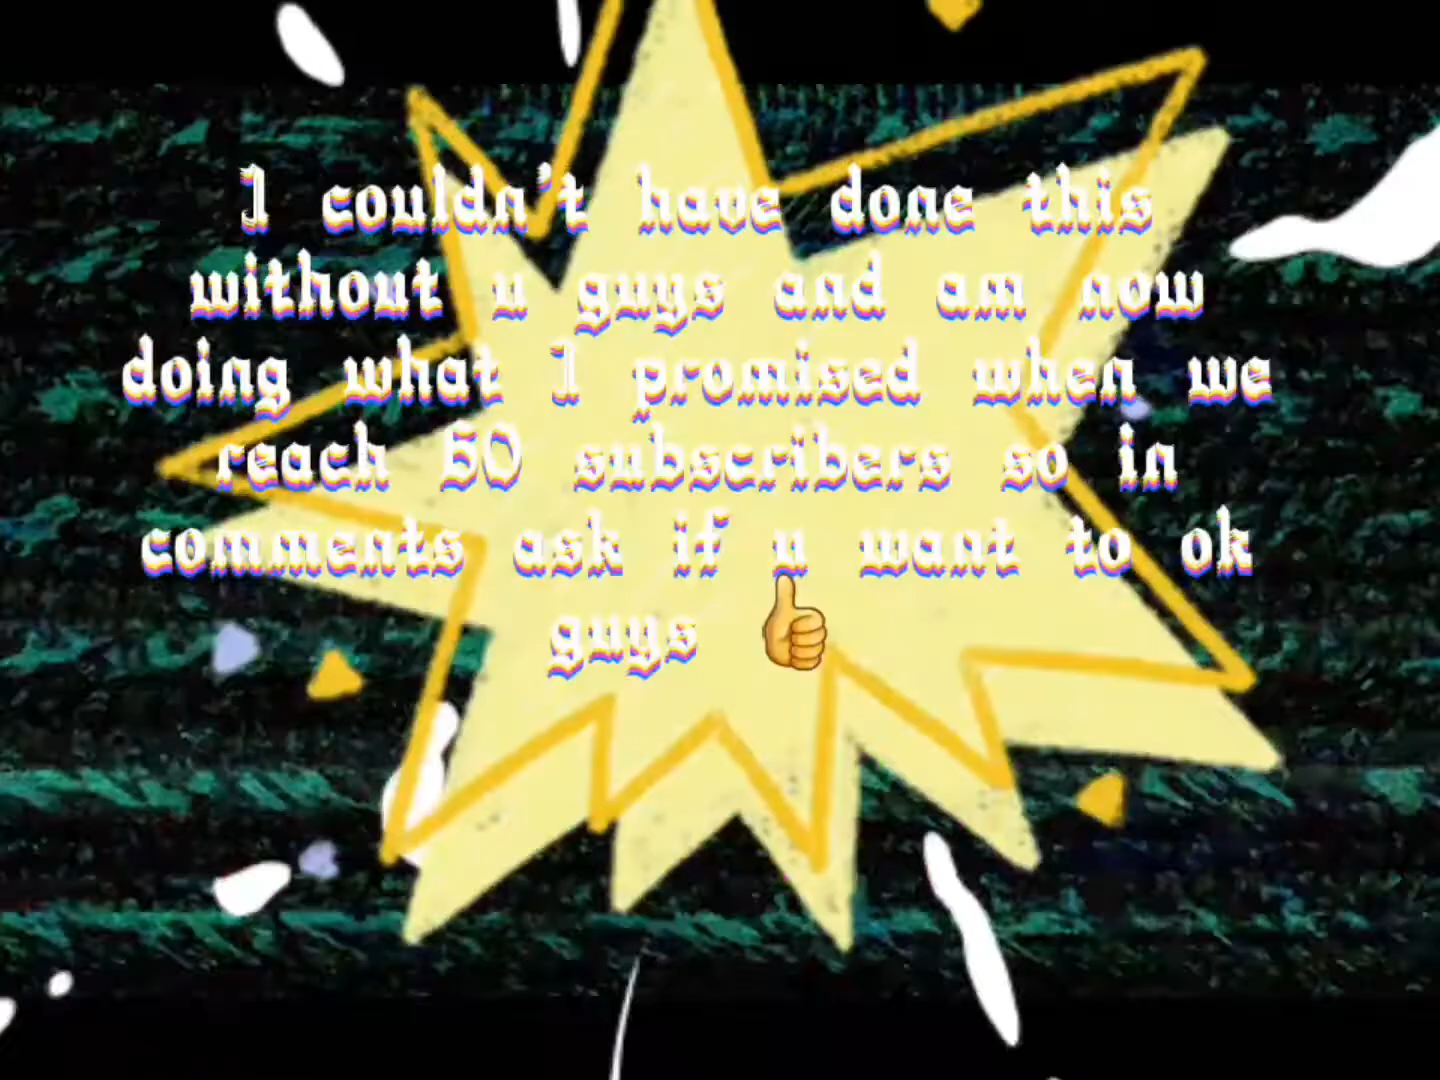 I couldn't have done this
without u guys and am now
doing what I promised when we
reach 50 subscribers so in
comments ask if u want to ok
guys 👍